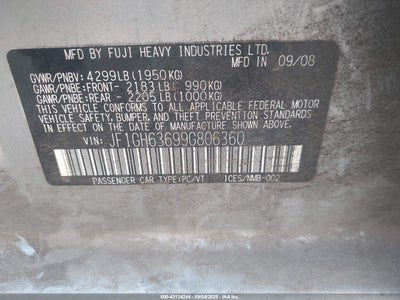 MFD. BY FUJI HEAVY INDUSTRIES LTD.
IN 09/08
GVWR/PNBV: 4299LB(1950KG)
GAWR/PNBE:FRONT- 2183LB( 990KG)
GAWR/PNBE:REAR - 2205LB(1000KG)
THIS VEHICLE CONFORMS TO ALL APPLICABLE FEDERAL MOTOR
VEHICLE SAFETY, BUMPER, AND THEFT PREVENTION STANDARDS
IN EFFECT ON THE DATE OF MANUFACTURE SHOWN ABOVE.
VIN: JF1GH63699G806360
PASSENGER CAR TYPE:PC/VT ICES/NMB-002
600-43134244 - 09/04/2025 - IAA Inc.